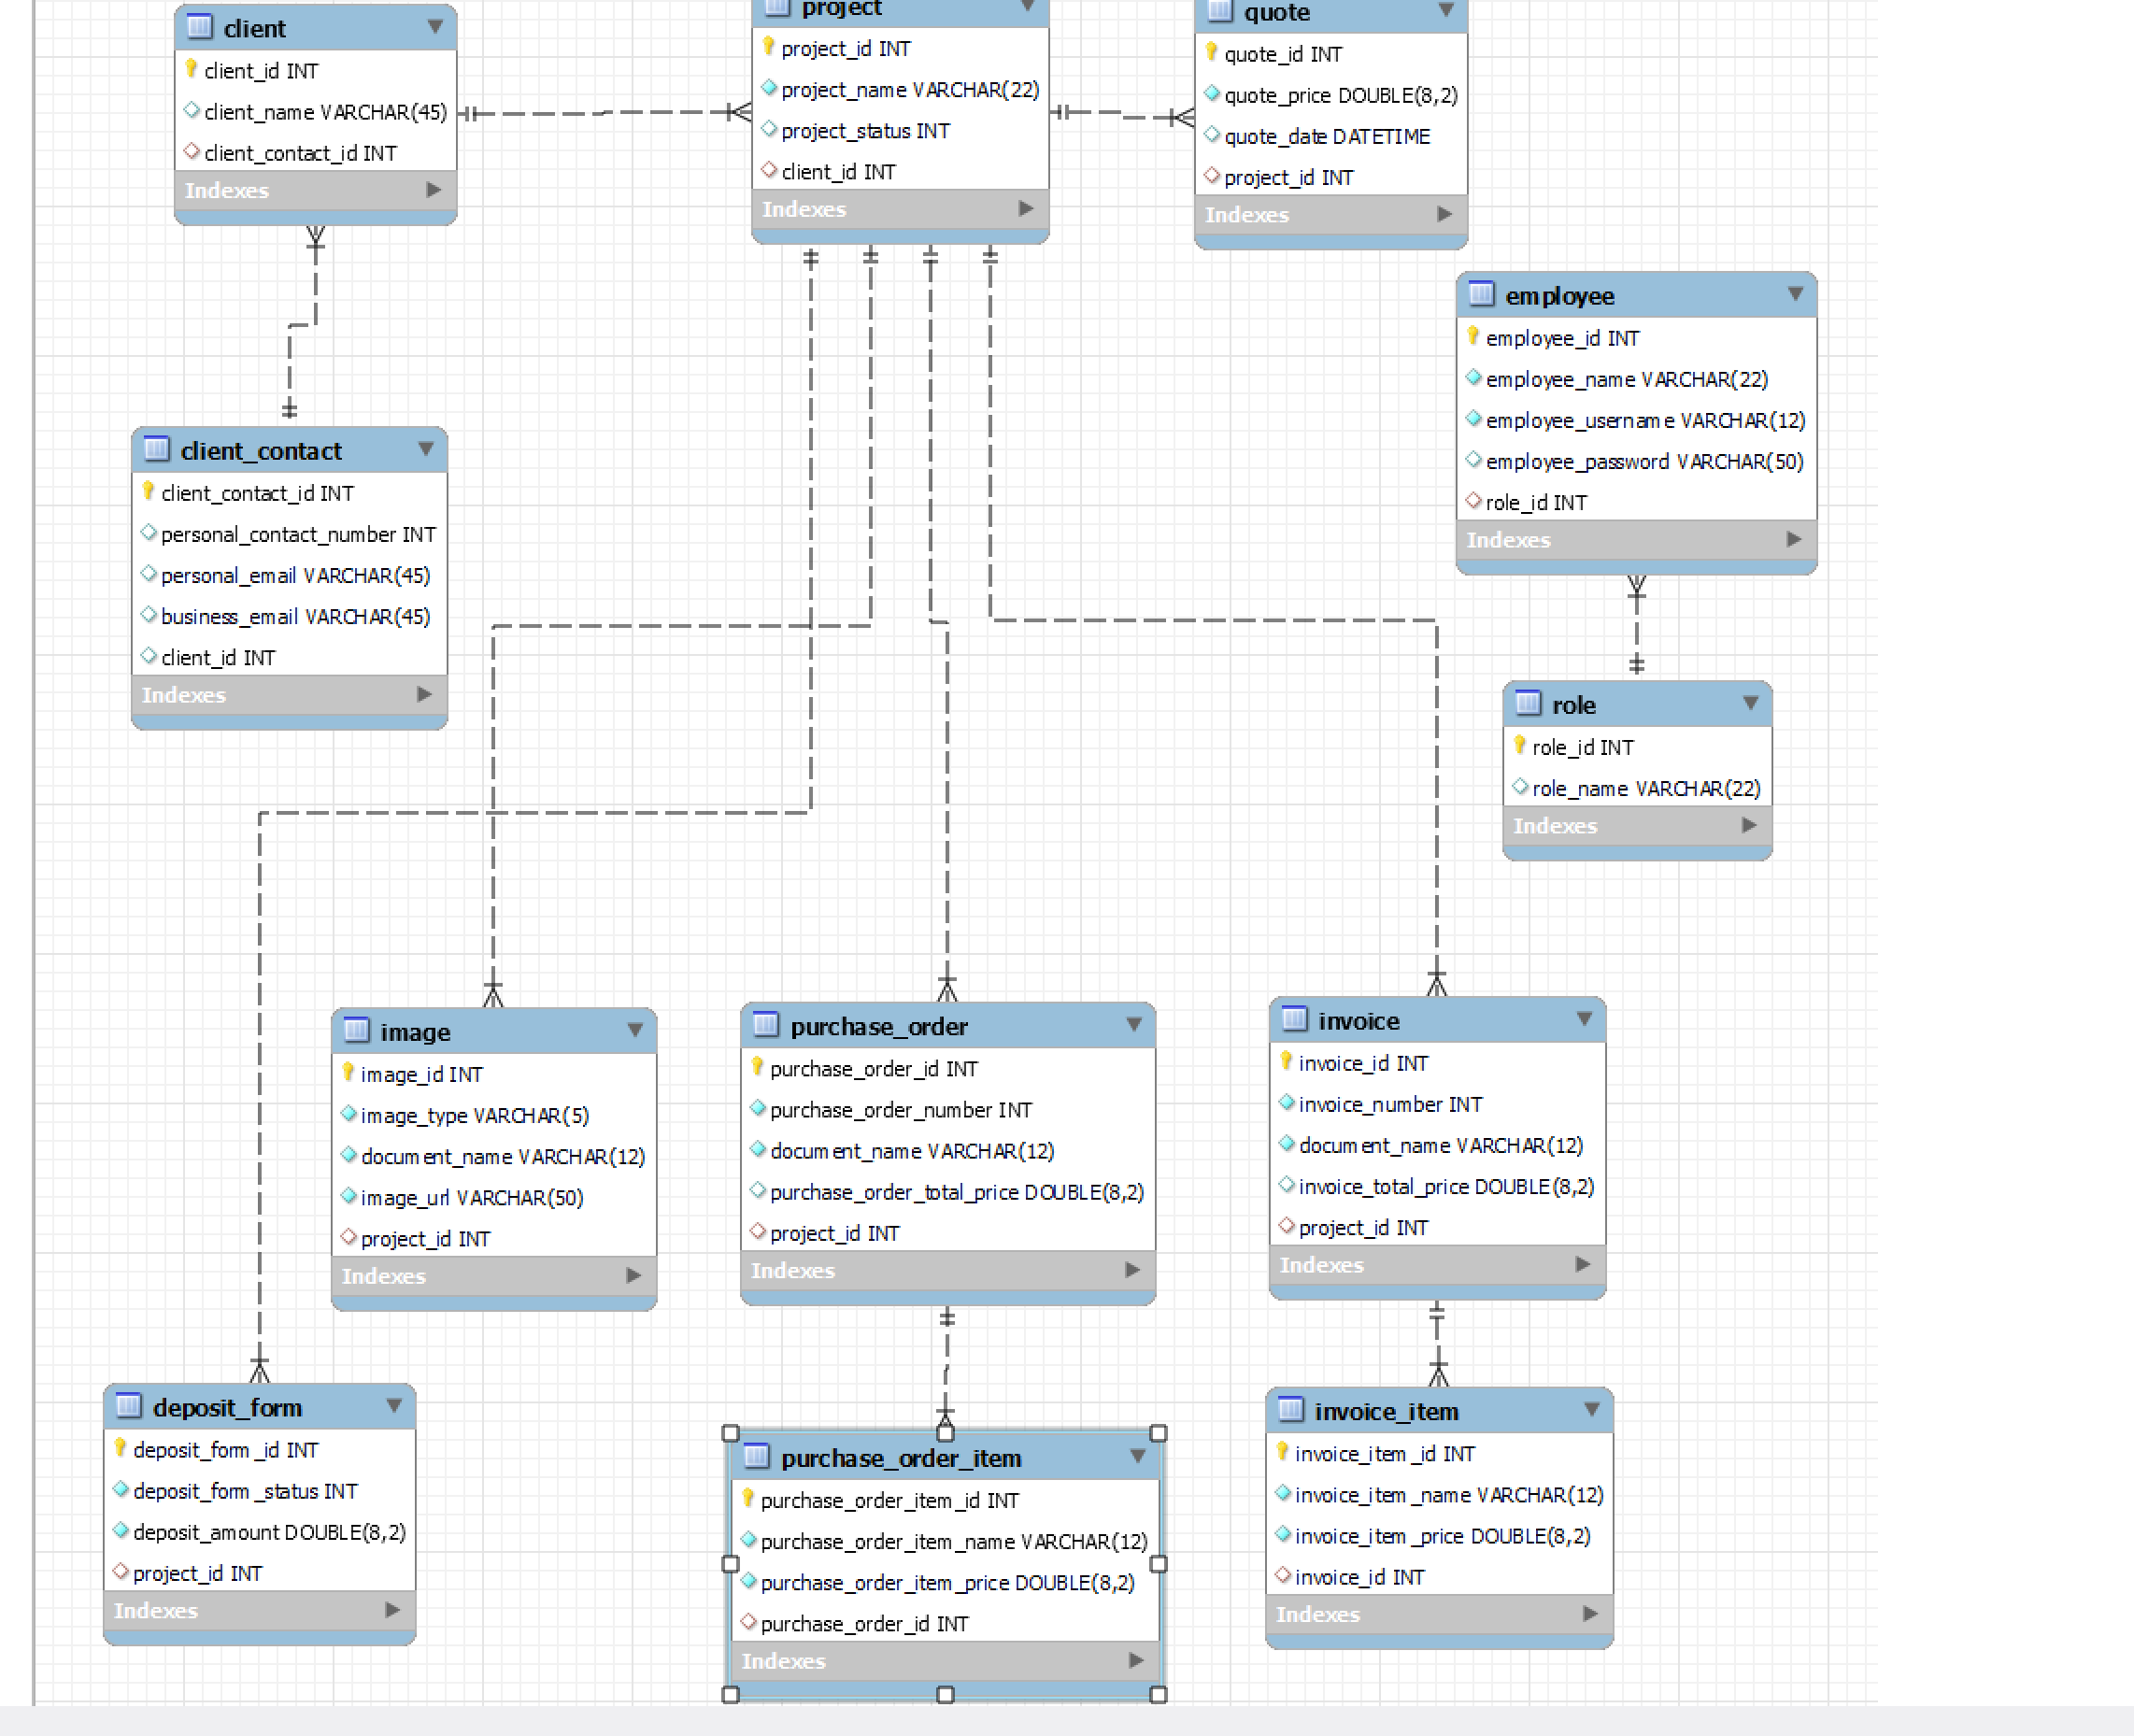 client
client_id INT
client_name VARCHAR(45)
client_contact_id INT
Indexes
project
project_id INT
project_name VARCHAR(22)
project_status INT
client_id INT
Indexes
quote
quote_id INT
quote_price DOUBLE(8,2)
quote_date DATETIME
project_id INT
Indexes
employee
employee_id INT
employee_name VARCHAR(22)
employee_username VARCHAR(12)
employee_password VARCHAR(50)
role_id INT
Indexes
client_contact
client_contact_id INT
personal_contact_number INT
personal_email VARCHAR(45)
business_email VARCHAR(45)
client_id INT
Indexes
role
role_id INT
role_name VARCHAR(22)
Indexes
image
image_id INT
image_type VARCHAR(5)
document_name VARCHAR(12)
image_url VARCHAR(50)
project_id INT
Indexes
purchase_order
purchase_order_id INT
purchase_order_number INT
document_name VARCHAR(12)
purchase_order_total_price DOUBLE(8,2)
project_id INT
Indexes
invoice
invoice_id INT
invoice_number INT
document_name VARCHAR(12)
invoice_total_price DOUBLE(8,2)
project_id INT
Indexes
deposit_form
deposit_form_id INT
deposit_form_status INT
deposit_amount DOUBLE(8,2)
project_id INT
Indexes
purchase_order_item
purchase_order_item_id INT
purchase_order_item_name VARCHAR(12)
purchase_order_item_price DOUBLE(8,2)
purchase_order_id INT
Indexes
invoice_item
invoice_item_id INT
invoice_item_name VARCHAR(12)
invoice_item_price DOUBLE(8,2)
invoice_id INT
Indexes